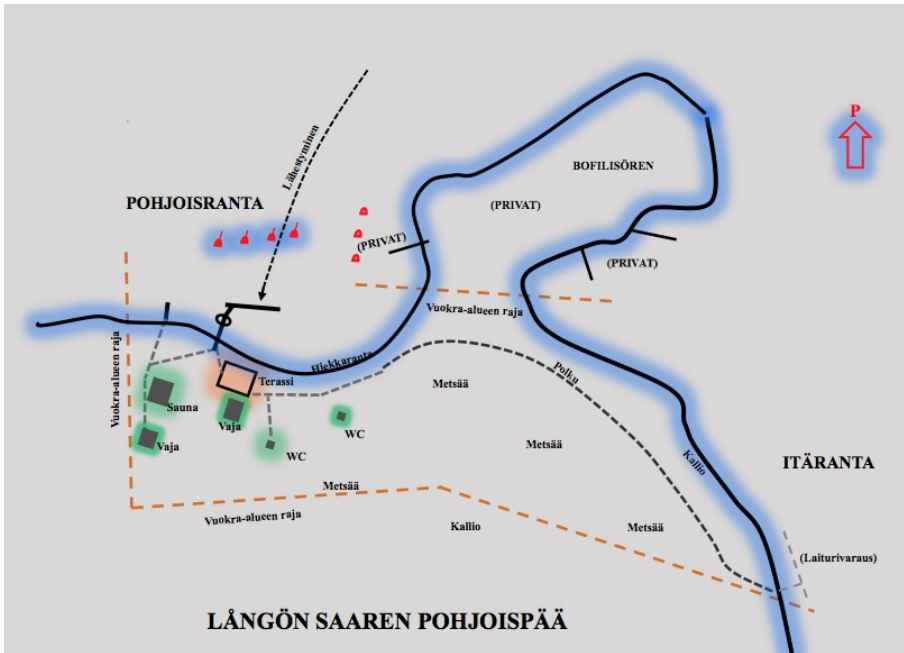 P
BOFILISÖREN
Lähestyminen
POHJOISRANTA
(PRIVAT)
(PRIVAT)
(PRIVAT)
Vuokra-alueen raja
Vuokra-alueen raja
Hiekkaranta
Terassi
Polku
Metsää
Sauna
Vaja
Vaja
WC
WC
Metsää
Kallio
ITÄRANTA
Metsää
Vuokra-alueen raja
Kallio
Metsää
(Laiturivaraus)
LÅNGÖN SAAREN POHJOISPÄÄ